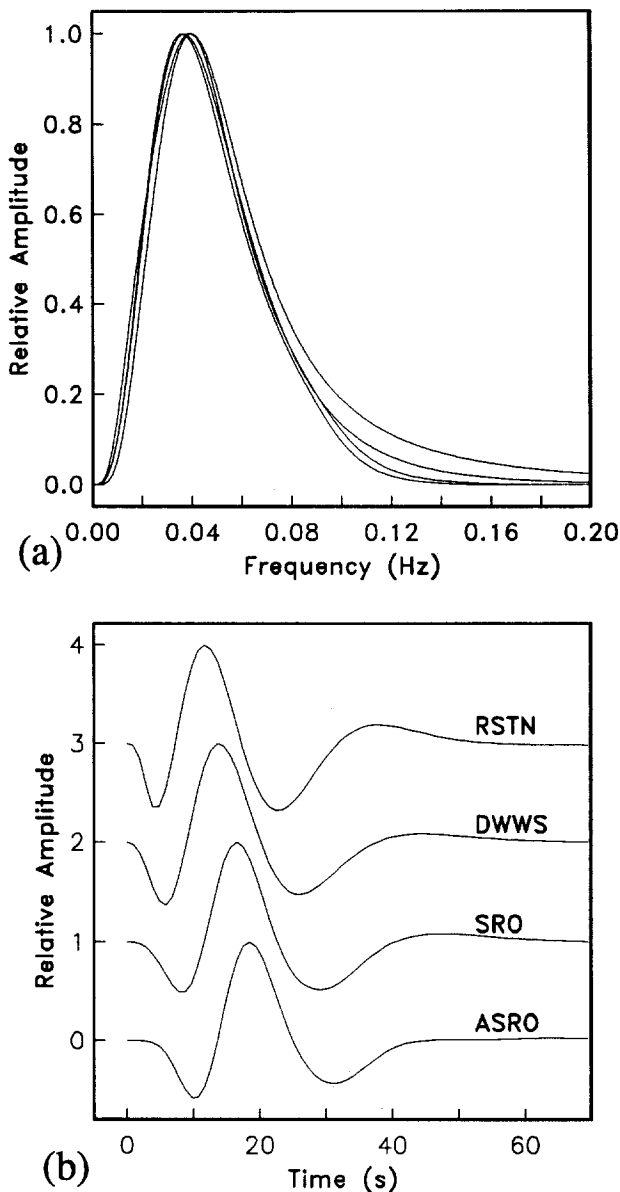 1.0
0.8
0.6
0.4
0.2
0.0
Relative Amplitude
0.00 0.04 0.08 0.12 0.16 0.20
(a)
Frequency (Hz)
4
3
2
1
0
Relative Amplitude
RSTN
DWWS
SRO
ASRO
0 20 40 60
(b)
Time (s)